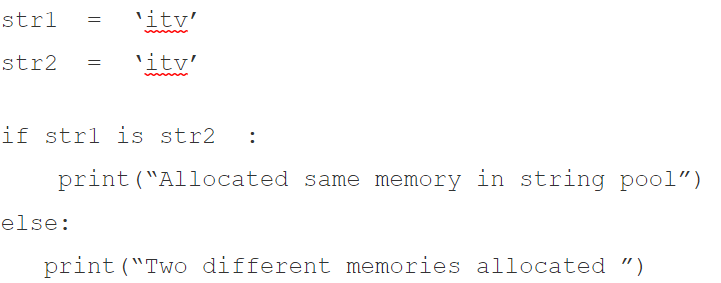 str1  =  ‘itv’
str2  =  ‘itv’
if str1 is str2  :
    print(“Allocated same memory in string pool”)
else:
   print(“Two different memories allocated ”)